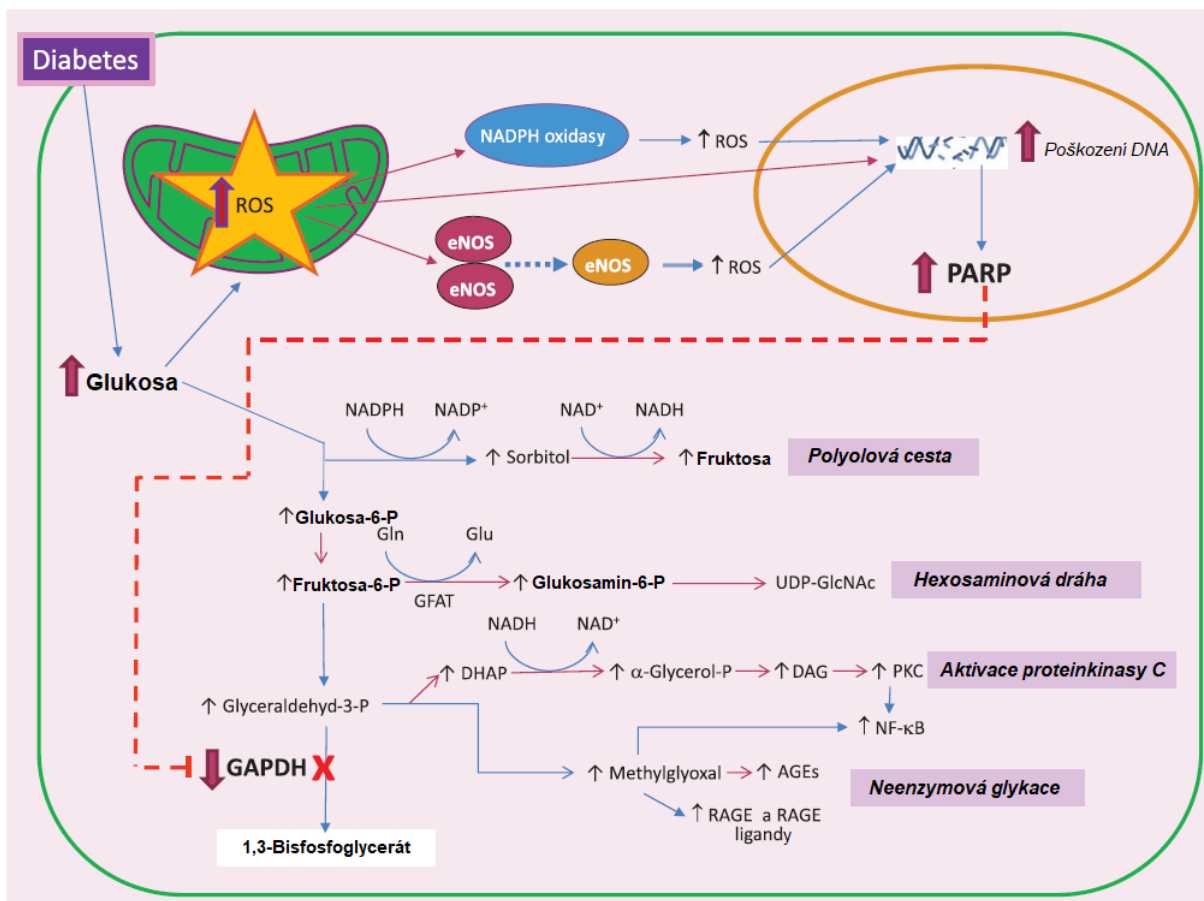 Diabetes
NADPH oxidasy
↑ ROS
Poškození DNA
ROS
eNOS
eNOS
eNOS
↑ ROS
PARP
Glukosa
NADPH NADP⁺ NAD⁺ NADH
↑ Sorbitol ↑ Fruktosa Polyolová cesta
↑Glukosa-6-P
Gln Glu
↑Fruktosa-6-P ↑ Glukosamin-6-P UDP-GlcNAc Hexosaminová dráha
GFAT
NADH NAD⁺
↑ DHAP ↑ α-Glycerol-P ↑ DAG ↑ PKC Aktivace proteinkinasy C
↑ Glyceraldehyd-3-P
↑ NF-κB
GAPDH X
↑ Methylglyoxal ↑ AGEs
Neenzymová glykace
↑ RAGE a RAGE
ligandy
1,3-Bisfosfoglycerát